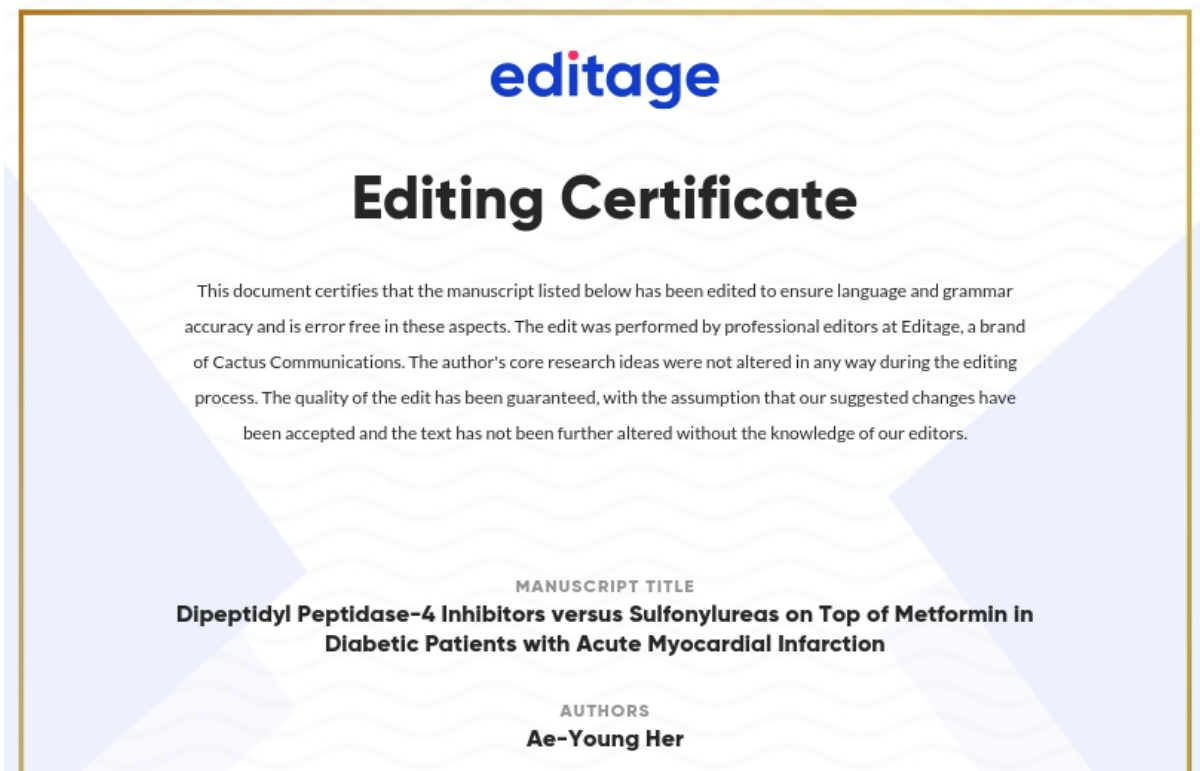 editage
Editing Certificate
This document certifies that the manuscript listed below has been edited to ensure language and grammar
accuracy and is error free in these aspects. The edit was performed by professional editors at Editage, a brand
of Cactus Communications. The author's core research ideas were not altered in any way during the editing
process. The quality of the edit has been guaranteed, with the assumption that our suggested changes have
been accepted and the text has not been further altered without the knowledge of our editors.
MANUSCRIPT TITLE
Dipeptidyl Peptidase-4 Inhibitors versus Sulfonylureas on Top of Metformin in
Diabetic Patients with Acute Myocardial Infarction
AUTHORS
Ae-Young Her